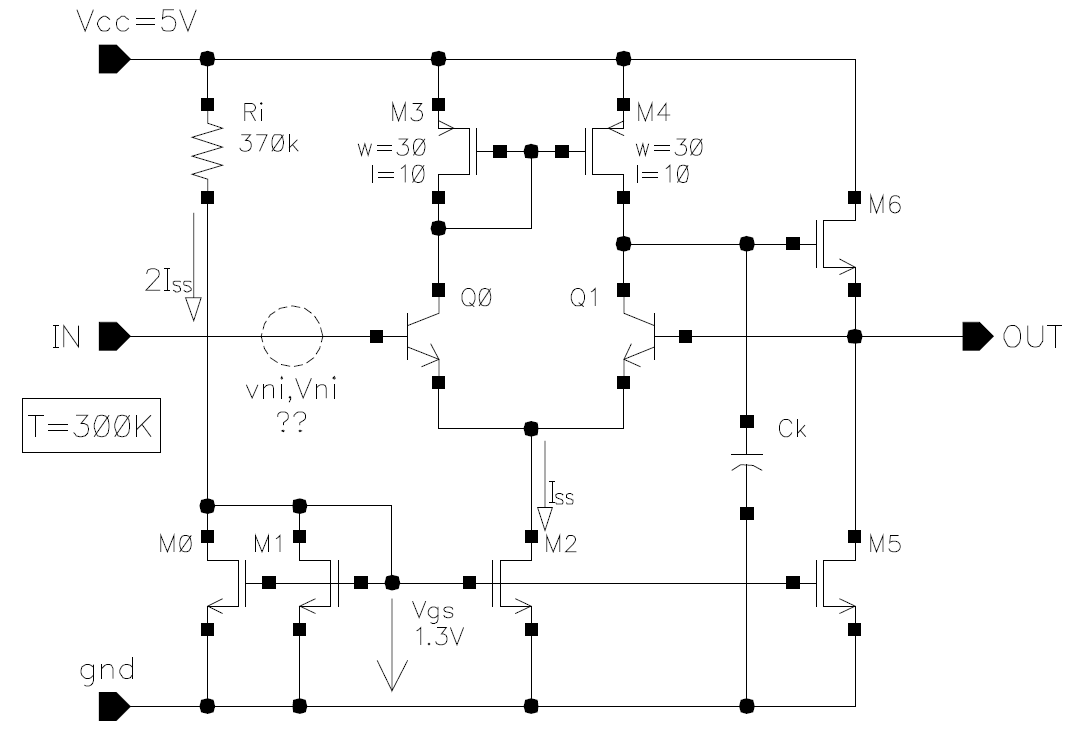 Vcc=5V
Ri
370k
M3
w=30
l=10
M4
w=30
l=10
M6
2Iss
Q0
Q1
IN
OUT
vni,Vni
??
T=300K
Ck
Iss
M0
M1
M2
M5
Vgs
1.3V
gnd